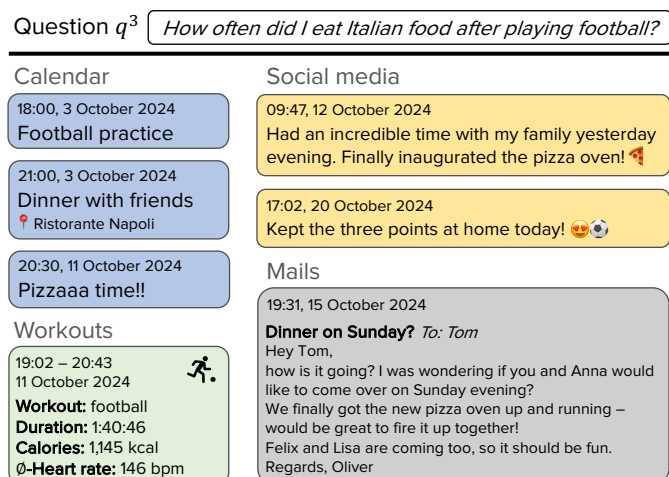 Question q³ How often did I eat Italian food after playing football?
Calendar
18:00, 3 October 2024
Football practice
21:00, 3 October 2024
Dinner with friends
📍 Ristorante Napoli
20:30, 11 October 2024
Pizzaaa time!!
Workouts
19:02 – 20:43
11 October 2024
Workout: football
Duration: 1:40:46
Calories: 1,145 kcal
Ø-Heart rate: 146 bpm
Social media
09:47, 12 October 2024
Had an incredible time with my family yesterday
evening. Finally inaugurated the pizza oven! 🍕
17:02, 20 October 2024
Kept the three points at home today! 😍⚽
Mails
19:31, 15 October 2024
Dinner on Sunday? To: Tom
Hey Tom,
how is it going? I was wondering if you and Anna would
like to come over on Sunday evening?
We finally got the new pizza oven up and running –
would be great to fire it up together!
Felix and Lisa are coming too, so it should be fun.
Regards, Oliver